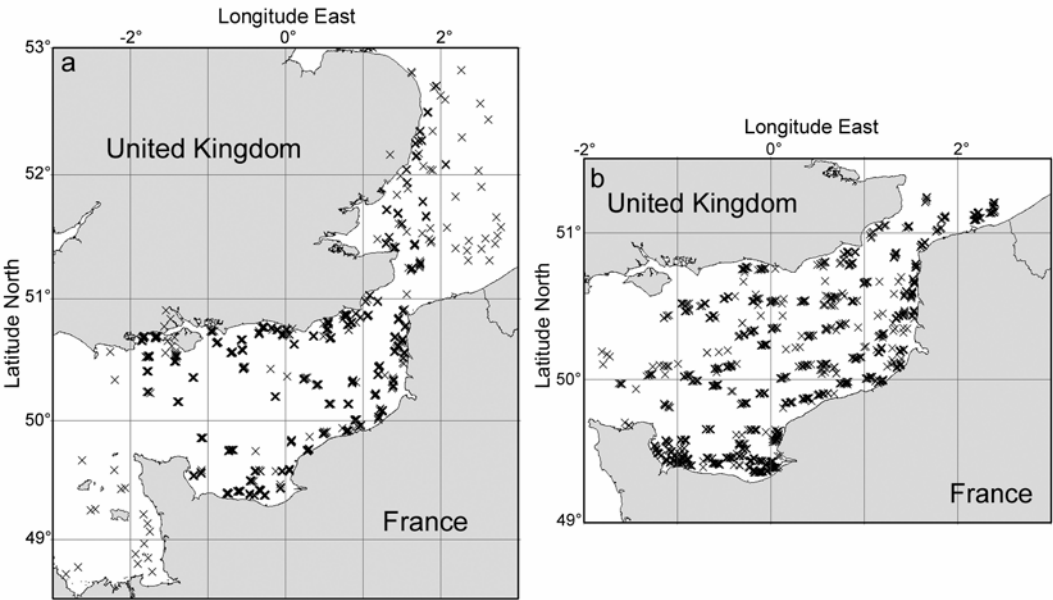 Longitude East
-2° 0° 2°
53°
a
United Kingdom
52°
51°
50°
49°
Latitude North
France
Longitude East
-2° 0° 2°
b
United Kingdom
51°
50°
49°
Latitude North
France